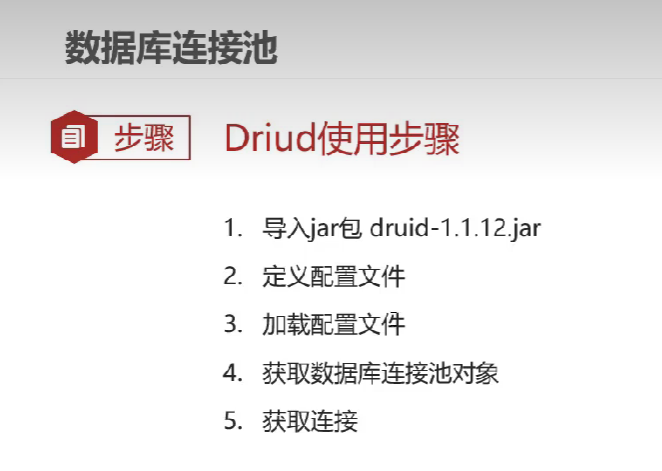 数据库连接池
步骤
Driud使用步骤
1. 导入jar包 druid-1.1.12.jar
2. 定义配置文件
3. 加载配置文件
4. 获取数据库连接池对象
5. 获取连接